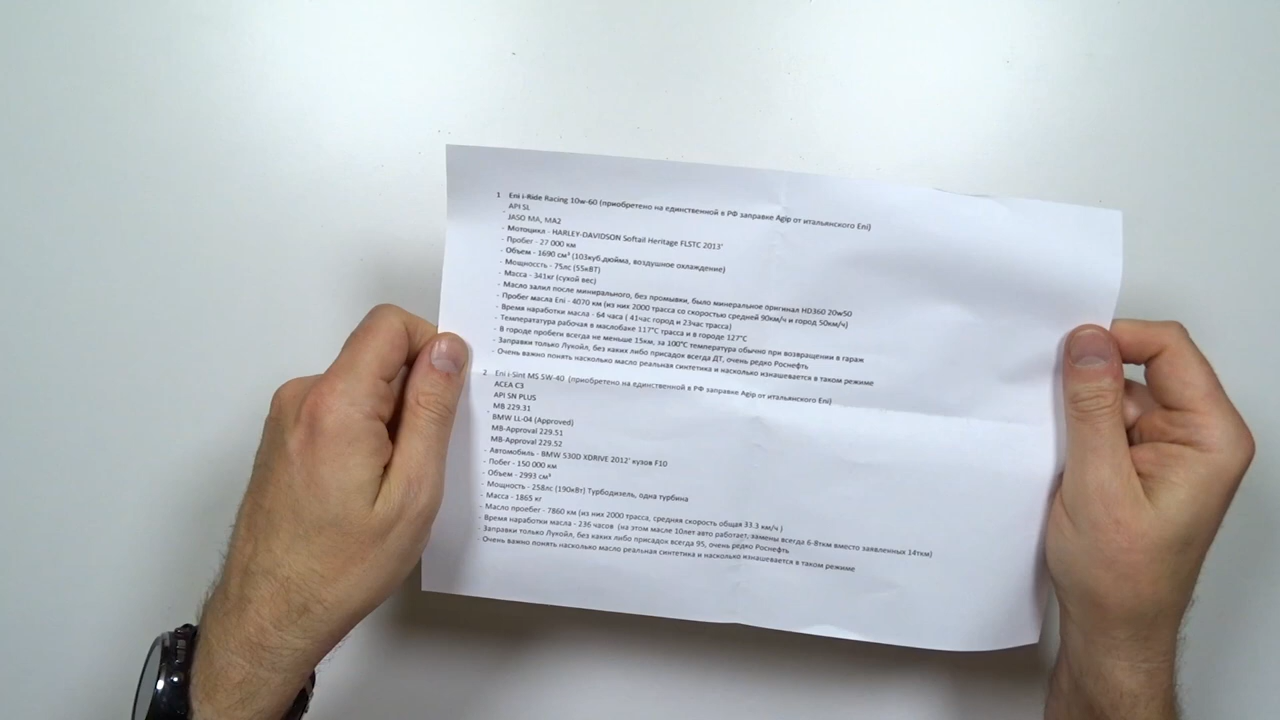 1 Eni i-Ride Racing 10w-60 (приобретено на единственной в РФ заправке Agip от итальянского Eni)
API SL
JASO MA, MA2
- Мотоцикл - HARLEY-DAVIDSON Softail Heritage FLSTC 2013'
- Пробег - 27 000 км
- Объем - 1690 см³ (103куб.дюйма, воздушное охлаждение)
- Мощносcть - 75лс (55кВТ)
- Масса - 341кг (сухой вес)
- Масло залил после минирального, без промывки, было минеральное оригинал HD360 20w50
- Пробег масла Eni - 4070 км (из них 2000 трасса со скоростью средней 90км/ч и город 50км/ч)
- Время наработки масла - 64 часа ( 41час город и 23час трасса)
- Температатура рабочая в маслобаке 117°С трасса и в городе 127°С
- В городе пробеги всегда не меньше 15км, за 100°С температура обычно при возвращении в гараж
- Заправки только Лукойл, без каких либо присадок всегда ДТ, очень редко Роснефть
- Очень важно понять насколько масло реальная синтетика и насколько изнашевается в таком режиме
2 Eni i-Sint MS 5W-40 (приобретено на единственной в РФ заправке Agip от итальянского Eni)
ACEA C3
API SN PLUS
MB 229.31
BMW LL-04 (Approved)
MB-Approval 229.51
MB-Approval 229.52
- Автомобиль - BMW 530D XDRIVE 2012' кузов F10
- Побег - 150 000 км
- Объем - 2993 см³
- Мощность - 258лс (190кВт) Турбодизель, одна турбина
- Масса - 1865 кг
- Масло проебег - 7860 км (из них 2000 трасса, средняя скорость общая 33.3 км/ч )
- Время наработки масла - 236 часов (на этом масле 10лет авто работает, замены всегда 6-8ткм вместо заявленных 14ткм)
- Заправки только Лукойл, без каких либо присадок всегда 95, очень редко Роснефть
- Очень важно понять насколько масло реальная синтетика и насколько изнашевается в таком режиме